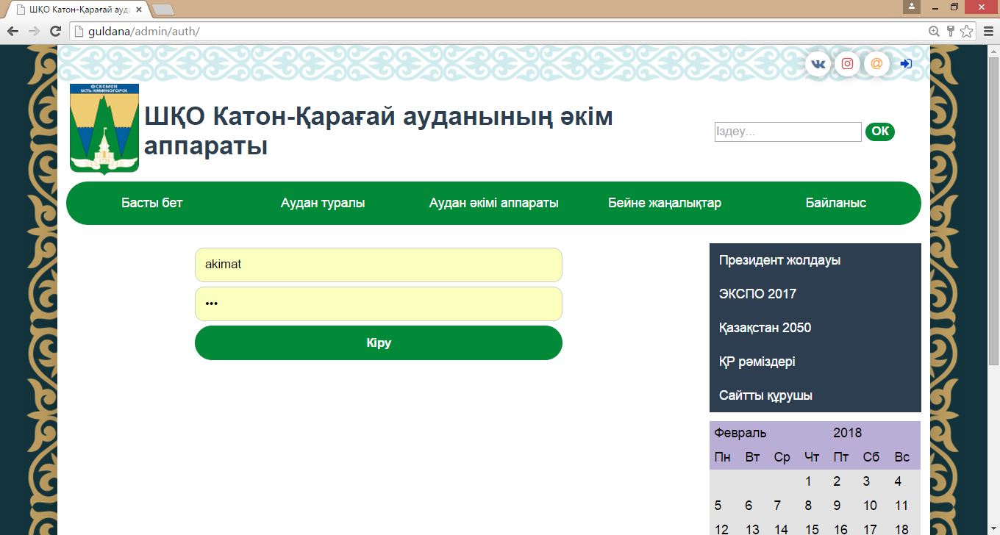 ШҚО Катон-Қарағай ауда
guldana/admin/auth/
ӨСКЕМЕН
УСТЬ-КАМЕНОГОРСК
1720
ШҚО Катон-Қарағай ауданының әкім
аппараты
Іздеу...
OK
Басты бет Аудан туралы Аудан әкімі аппараты Бейне жаңалықтар Байланыс
akimat
•••
Кіру
Президент жолдауы
ЭКСПО 2017
Қазақстан 2050
ҚР рәміздері
Сайтты құрушы
Февраль 2018
Пн Вт Ср Чт Пт Сб Вс
1 2 3 4
5 6 7 8 9 10 11
12 13 14 15 16 17 18